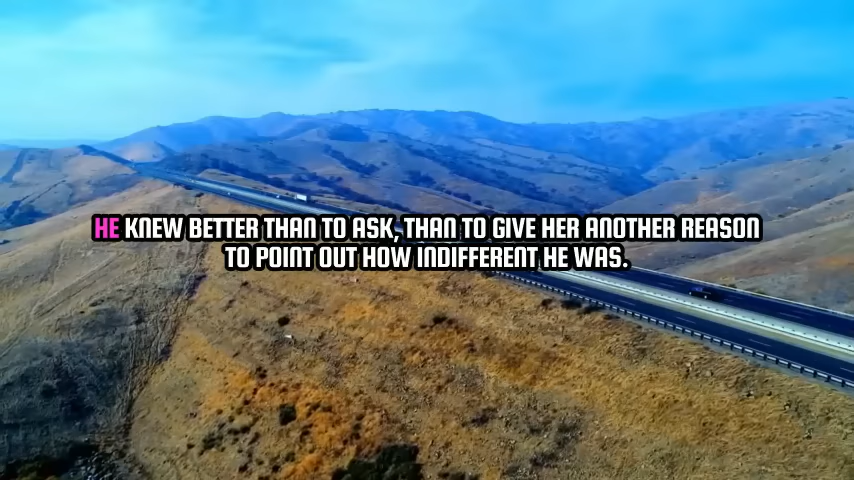 HE KNEW BETTER THAN TO ASK, THAN TO GIVE HER ANOTHER REASON
TO POINT OUT HOW INDIFFERENT HE WAS.